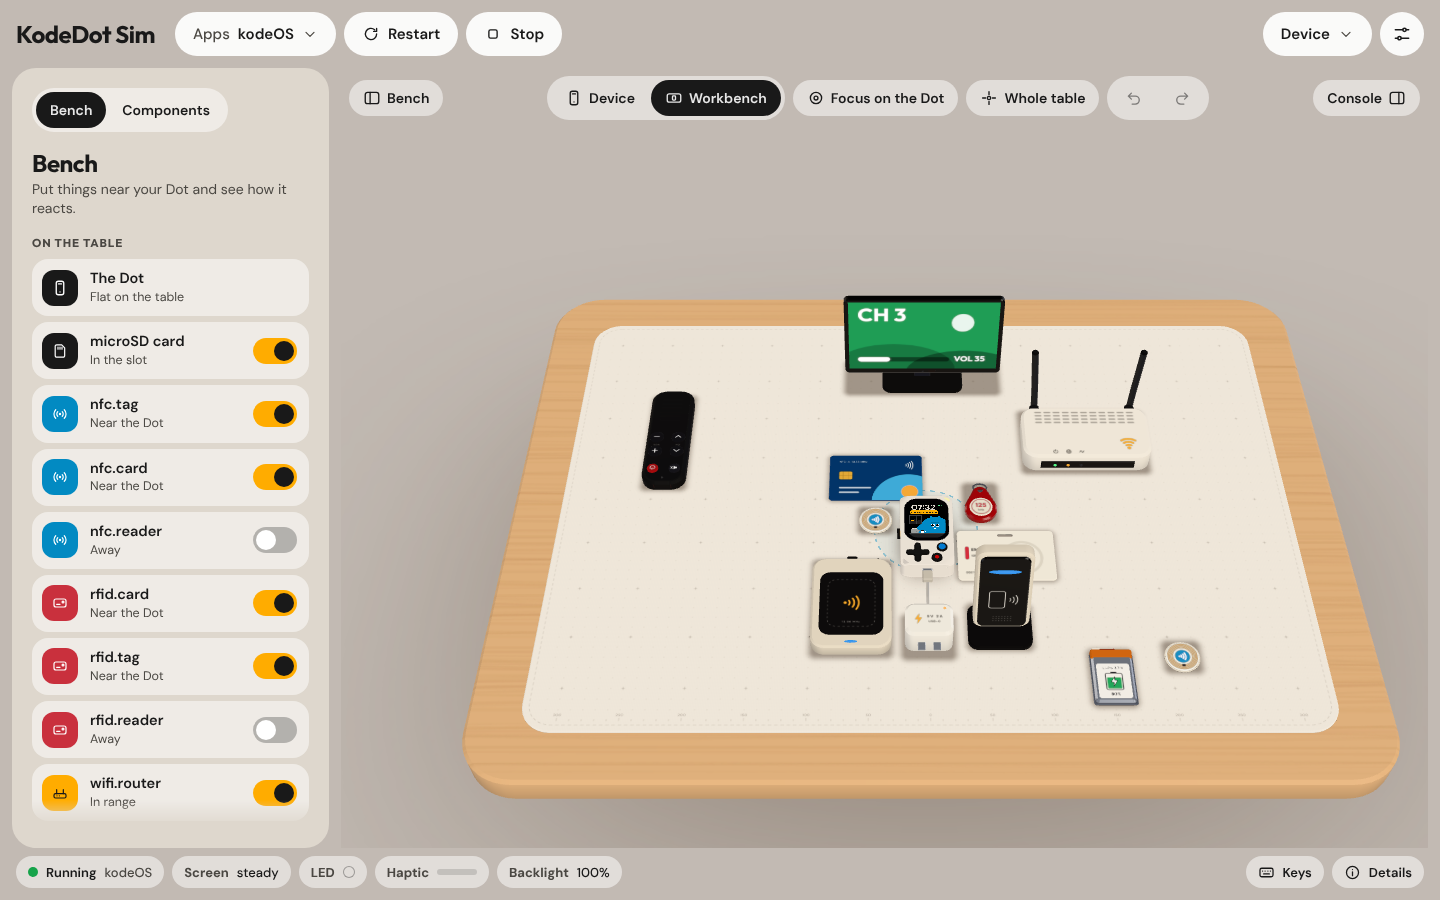 KodeDot Sim
Apps kodeOS
Restart
Stop
Device
Bench
Components
Bench
Device
Workbench
Focus on the Dot
Whole table
Console
Bench
Put things near your Dot and see how it
reacts.
ON THE TABLE
The Dot
Flat on the table
microSD card
In the slot
nfc.tag
Near the Dot
nfc.card
Near the Dot
nfc.reader
Away
rfid.card
Near the Dot
rfid.tag
Near the Dot
rfid.reader
Away
wifi.router
In range
CH 3
VOL 35
07:32
125
Running kodeOS
Screen steady
LED
Haptic
Backlight 100%
Keys
Details